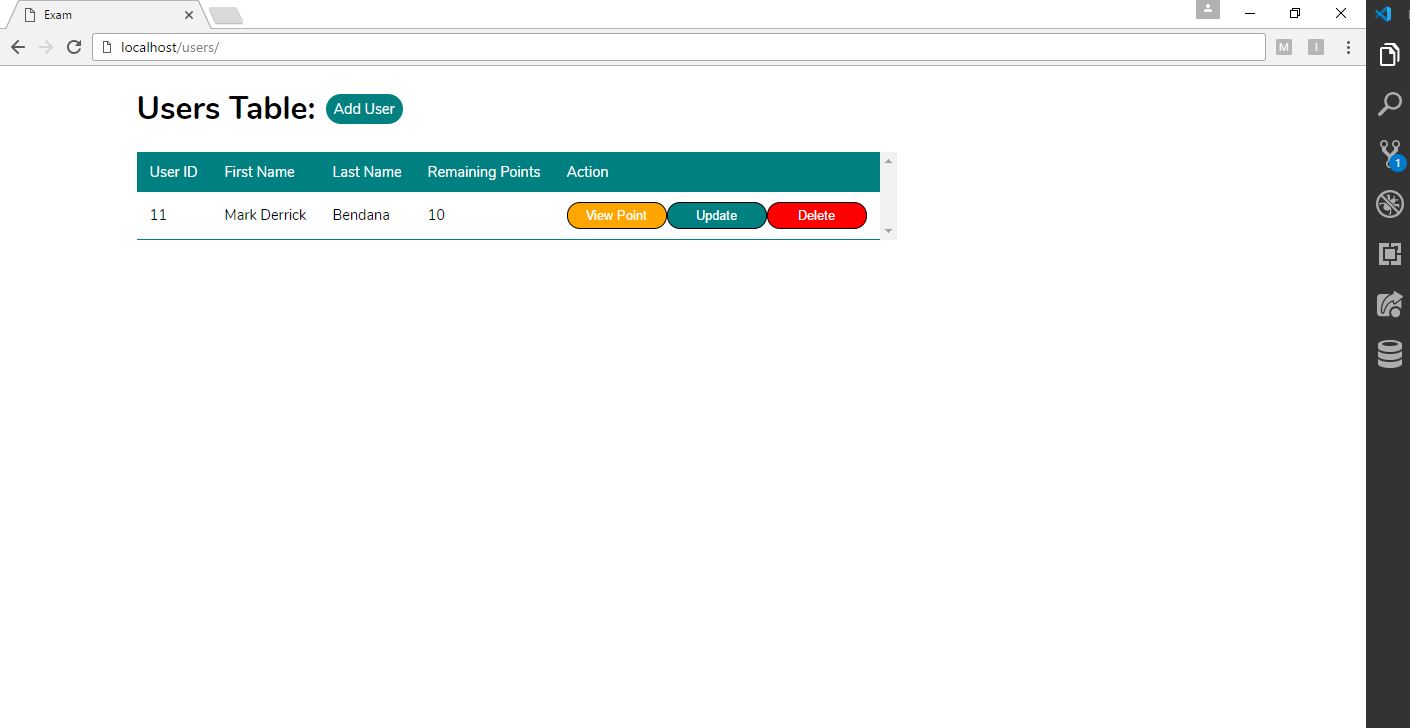 Exam
localhost/users/
M I
Users Table: Add User
User ID First Name Last Name Remaining Points Action
11 Mark Derrick Bendana 10 View Point Update Delete
1